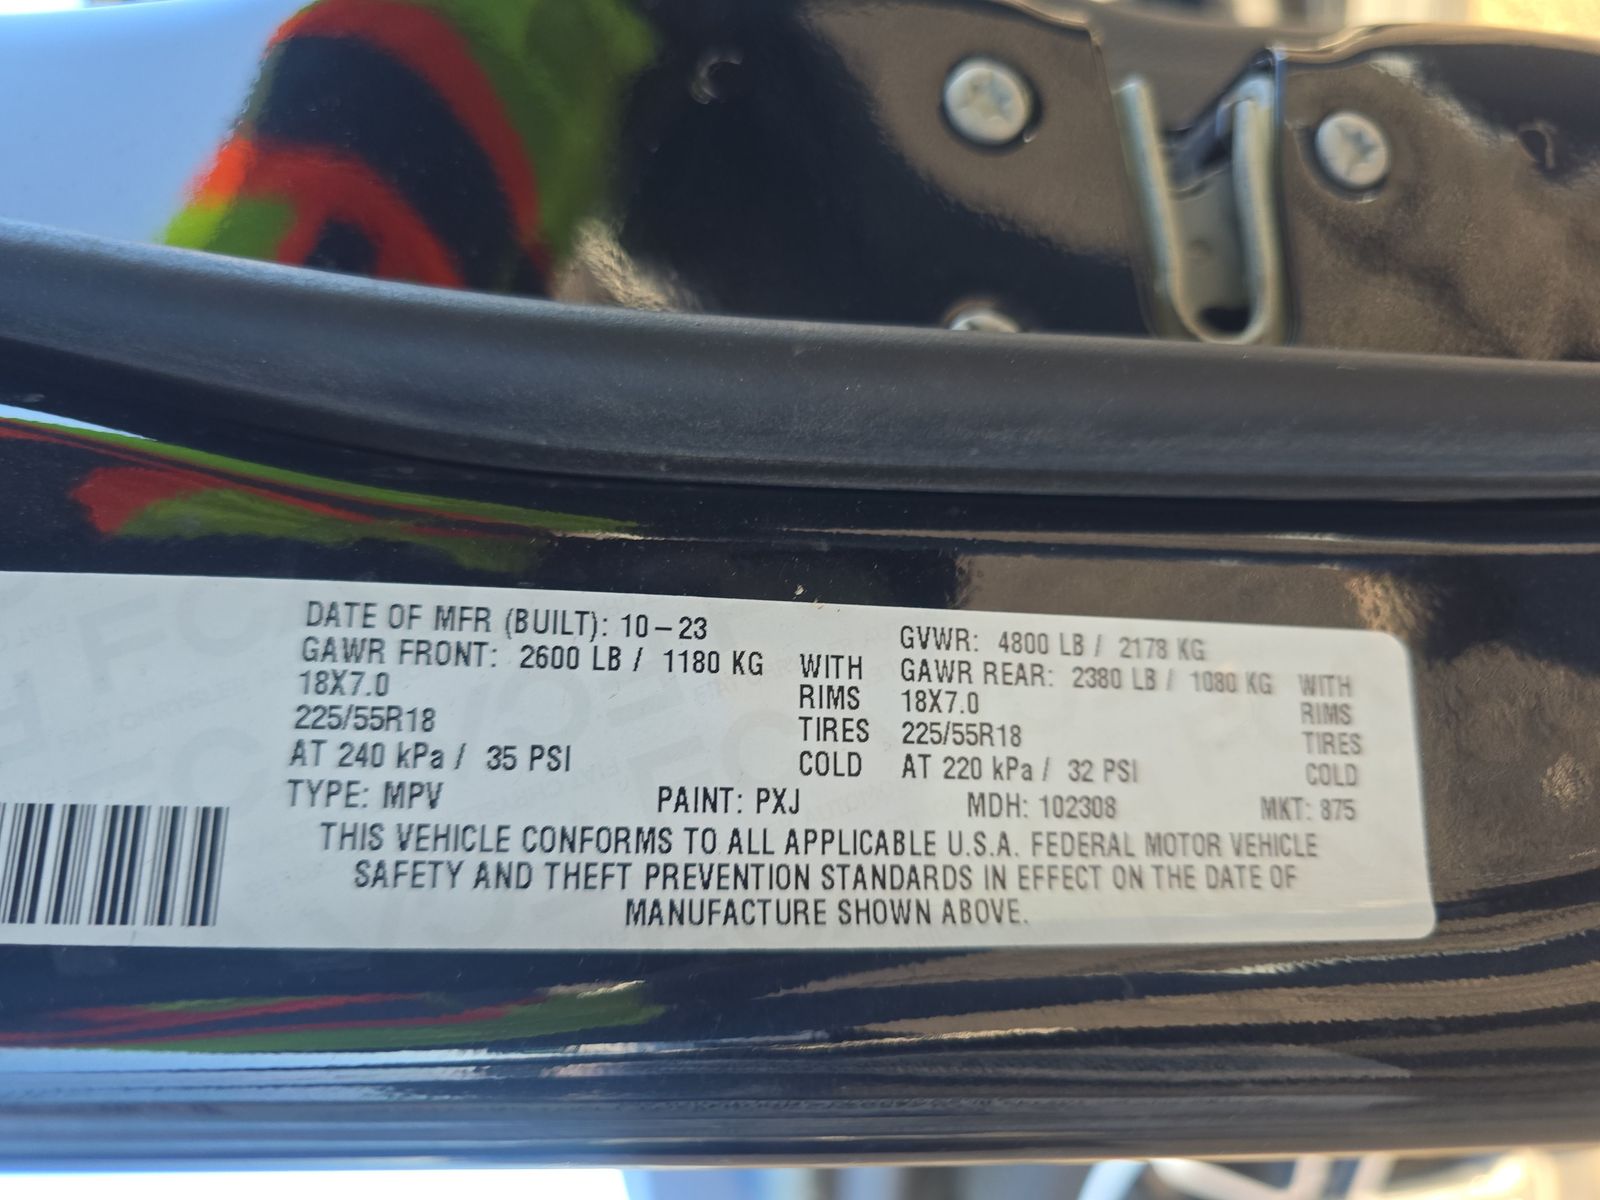 DATE OF MFR (BUILT): 10-23 GVWR: 4800 LB / 2178 KG
GAWR FRONT: 2600 LB / 1180 KG WITH GAWR REAR: 2380 LB / 1080 KG WITH
18X7.0 RIMS 18X7.0 RIMS
225/55R18 TIRES 225/55R18 TIRES
AT 240 kPa / 35 PSI COLD AT 220 kPa / 32 PSI COLD
TYPE: MPV PAINT: PXJ MDH: 102308 MKT: 875
THIS VEHICLE CONFORMS TO ALL APPLICABLE U.S.A. FEDERAL MOTOR VEHICLE
SAFETY AND THEFT PREVENTION STANDARDS IN EFFECT ON THE DATE OF
MANUFACTURE SHOWN ABOVE.